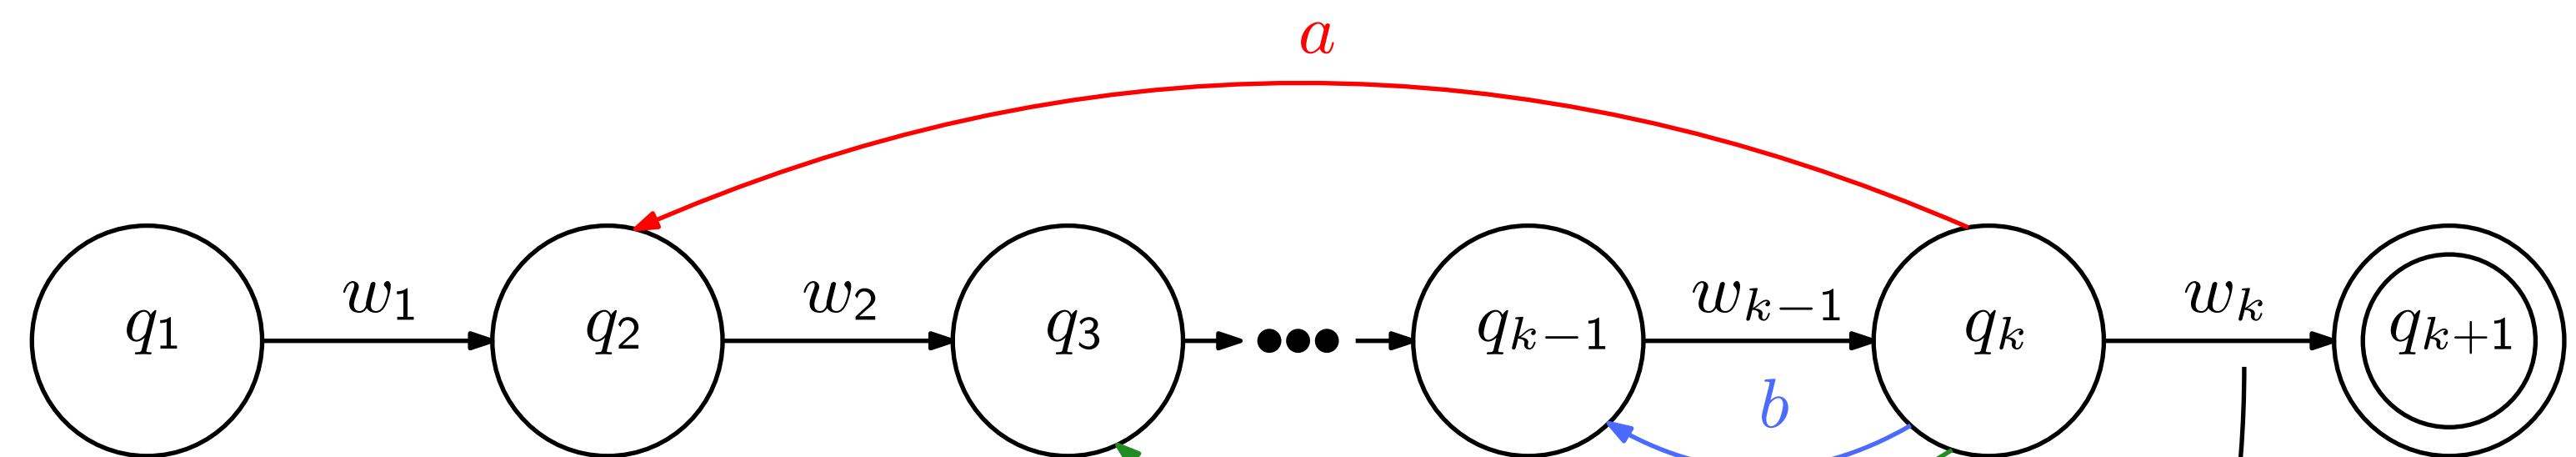 a
q₁ w₁ q₂ w₂ q₃ ••• qₖ₋₁ wₖ₋₁ qₖ wₖ qₖ₊₁
b